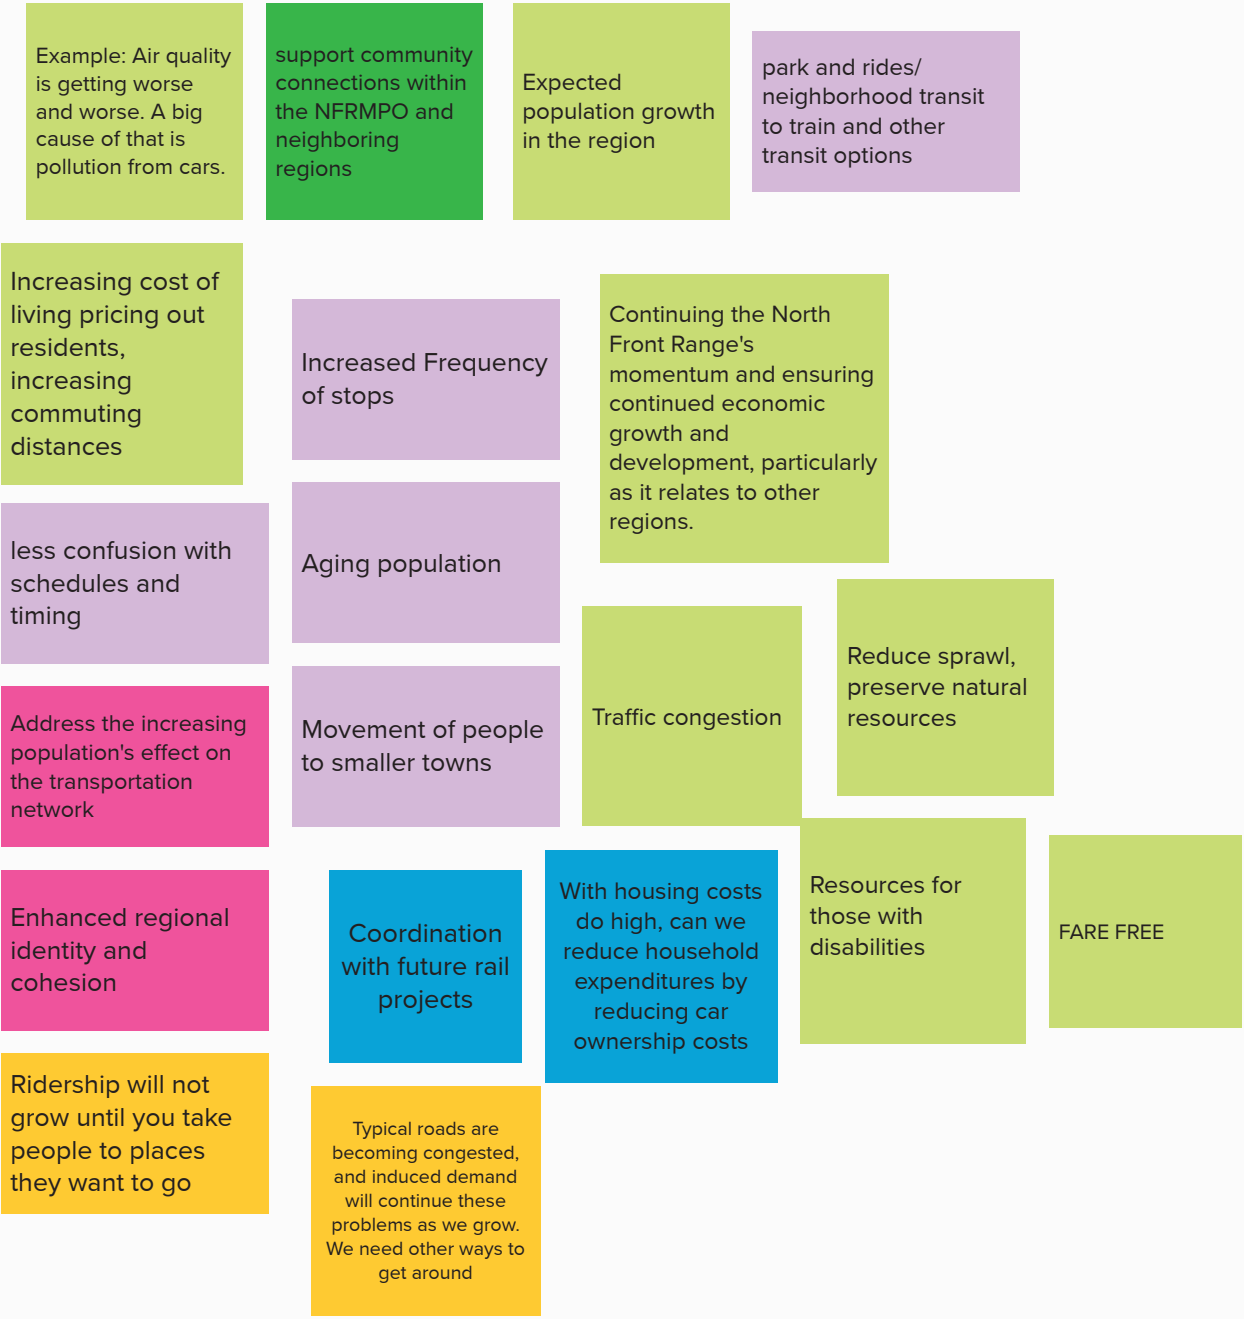 Example: Air quality
is getting worse
and worse. A big
cause of that is
pollution from cars.
support community
connections within
the NFRMPO and
neighboring
regions
Expected
population growth
in the region
park and rides/
neighborhood transit
to train and other
transit options
Increasing cost of
living pricing out
residents,
increasing
commuting
distances
Increased Frequency
of stops
Continuing the North
Front Range's
momentum and ensuring
continued economic
growth and
development, particularly
as it relates to other
regions.
less confusion with
schedules and
timing
Aging population
Reduce sprawl,
preserve natural
resources
Traffic congestion
Address the increasing
population's effect on
the transportation
network
Movement of people
to smaller towns
Enhanced regional
identity and
cohesion
Coordination
with future rail
projects
With housing costs
do high, can we
reduce household
expenditures by
reducing car
ownership costs
Resources for
those with
disabilities
FARE FREE
Ridership will not
grow until you take
people to places
they want to go
Typical roads are
becoming congested,
and induced demand
will continue these
problems as we grow.
We need other ways to
get around